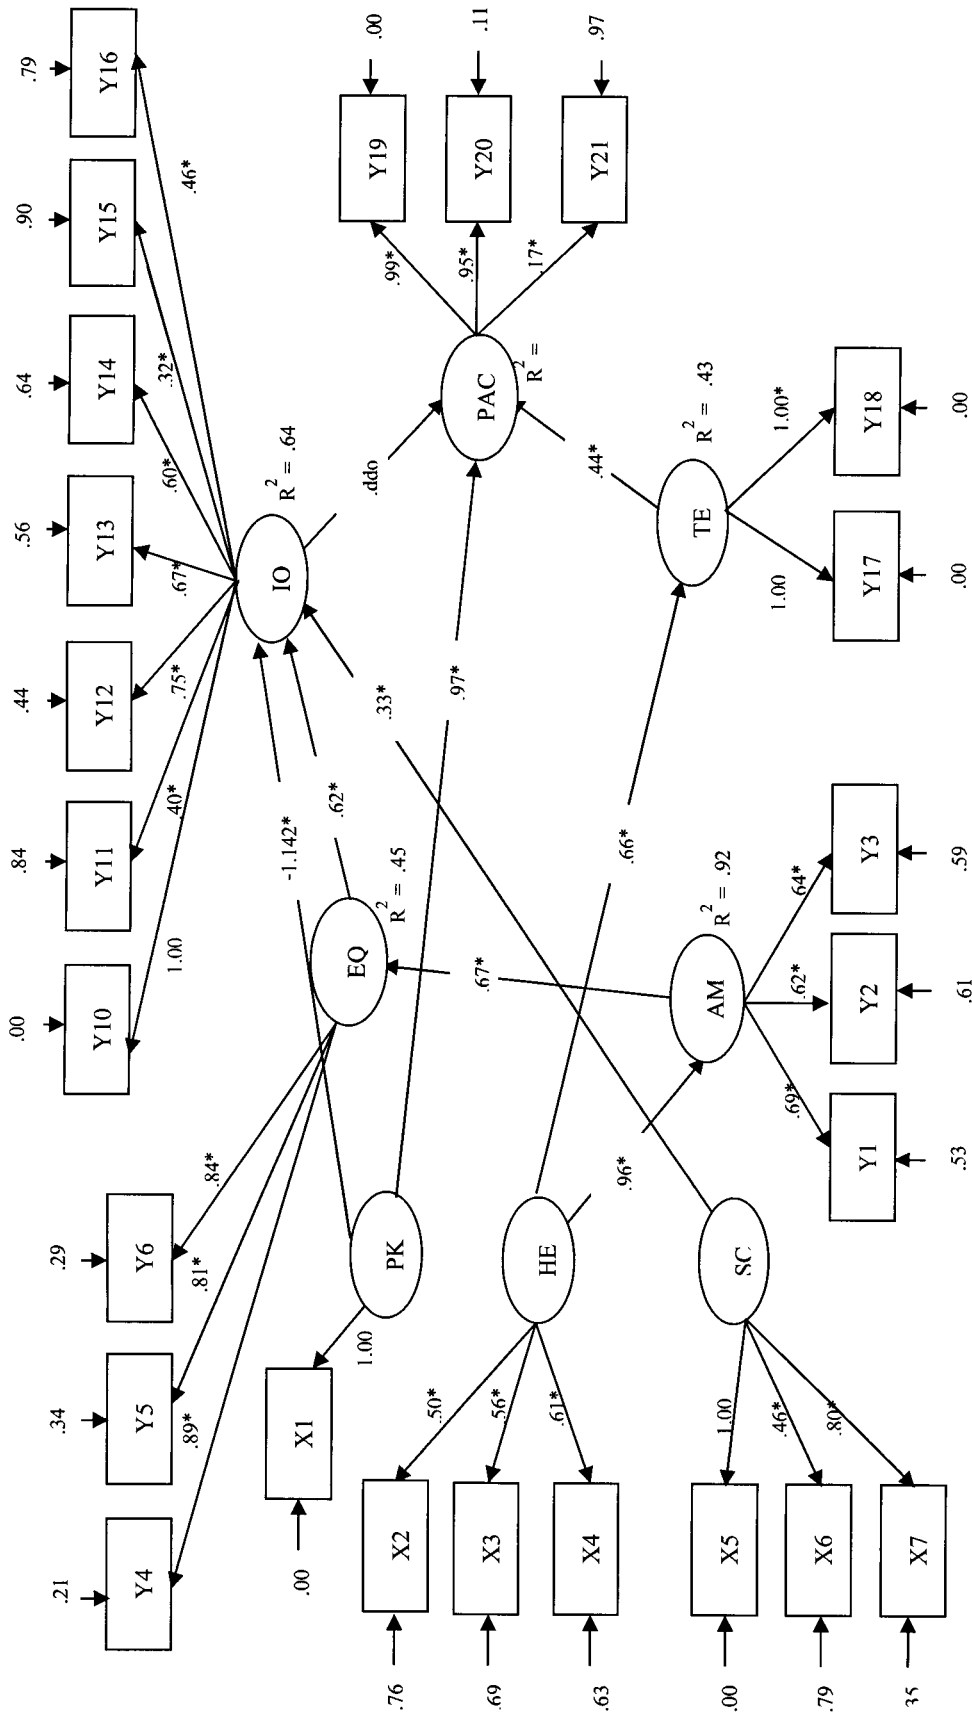 .21
.34
.29
.00
.84
.44
.56
.64
.90
.79
Y4
Y5
Y6
Y10
Y11
Y12
Y13
Y14
Y15
Y16
.89*
.81*
.84*
1.00
.40*
.75*
.67*
.60*
.32*
.46*
.00
X1
1.00
PK
EQ
R² = .45
-1.142*
.62*
IO
R² = .64
.ddo
.33*
.97*
PAC
R² =
.99*
.95*
.17*
Y19
Y20
Y21
.00
.11
.97
.76
.69
.63
X2
X3
X4
.50*
.56*
.61*
HE
.96*
.67*
.66*
.44*
AM
R² = .92
TE
R² = .43
.00
.79
.35
X5
X6
X7
1.00
.46*
.80*
SC
.69*
.62*
.64*
1.00
1.00*
Y1
Y2
Y3
Y17
Y18
.53
.61
.59
.00
.00